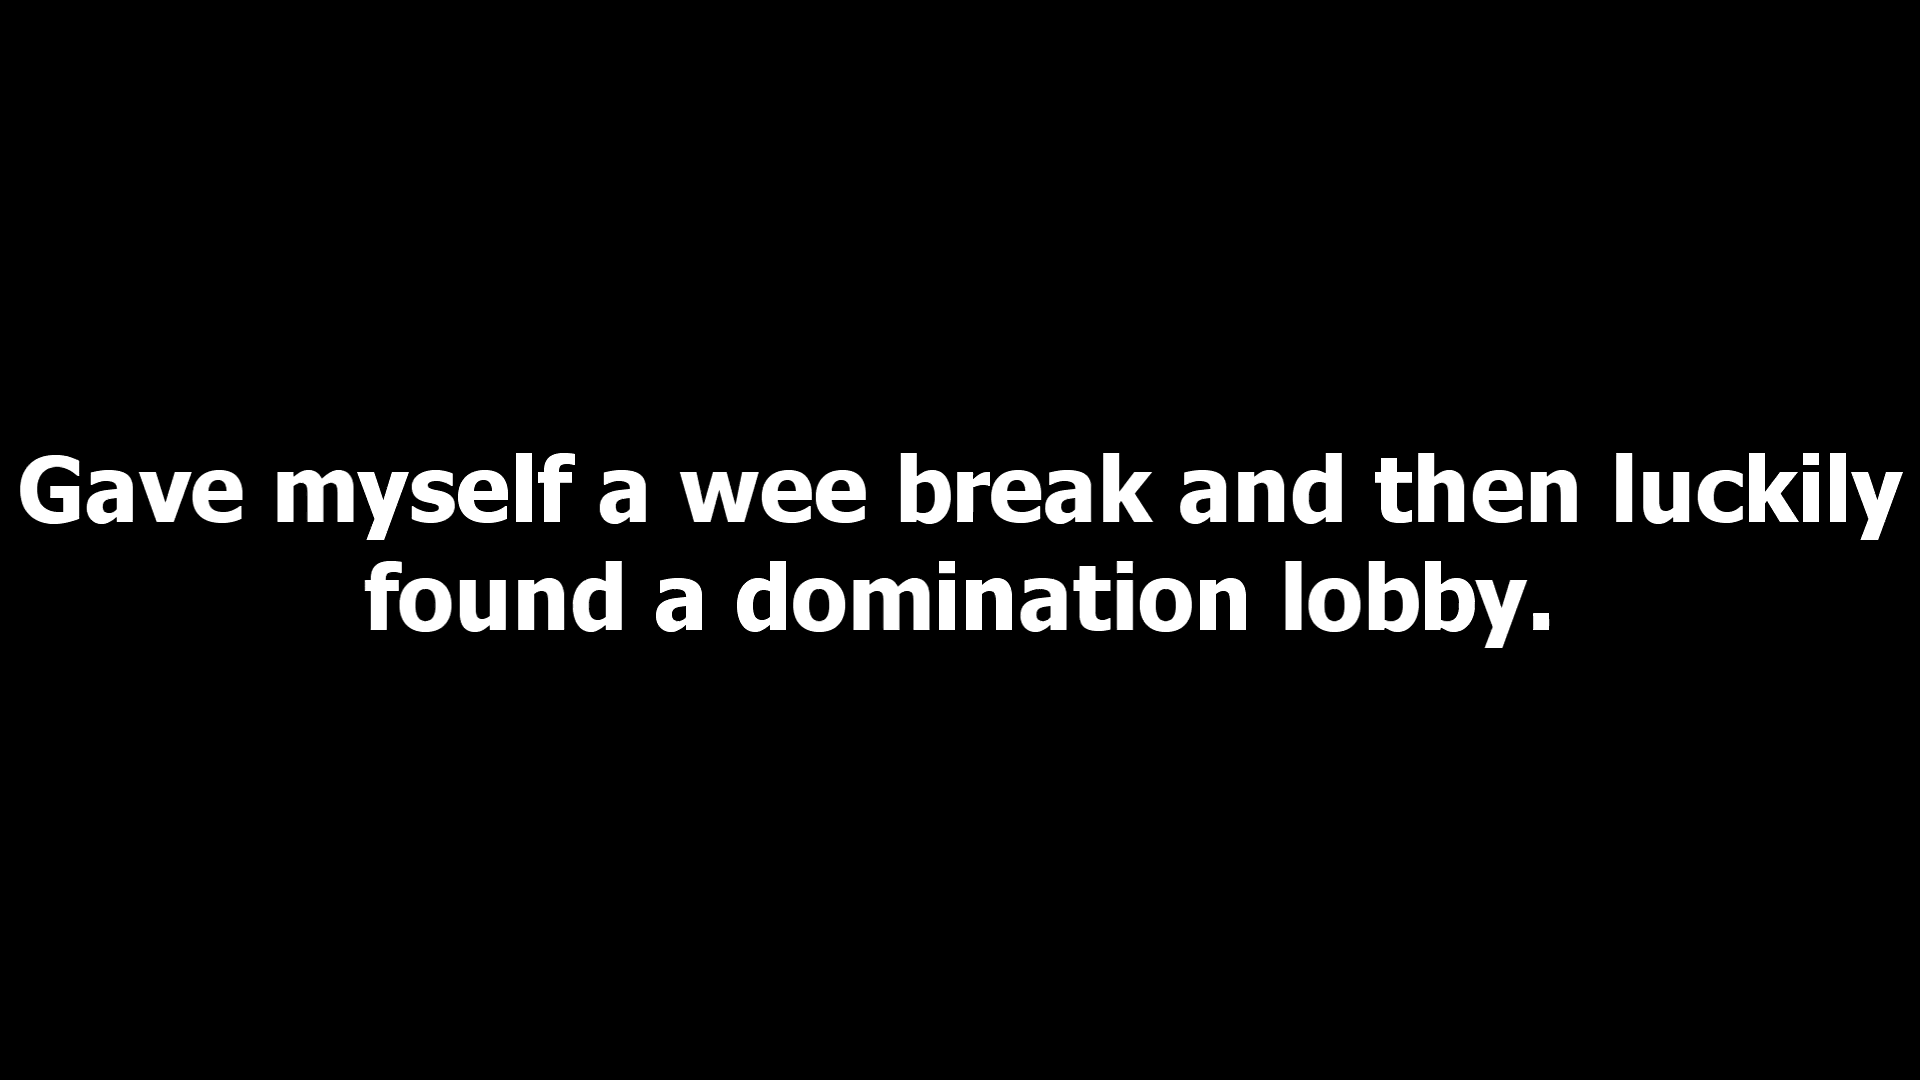 Gave myself a wee break and then luckily
found a domination lobby.